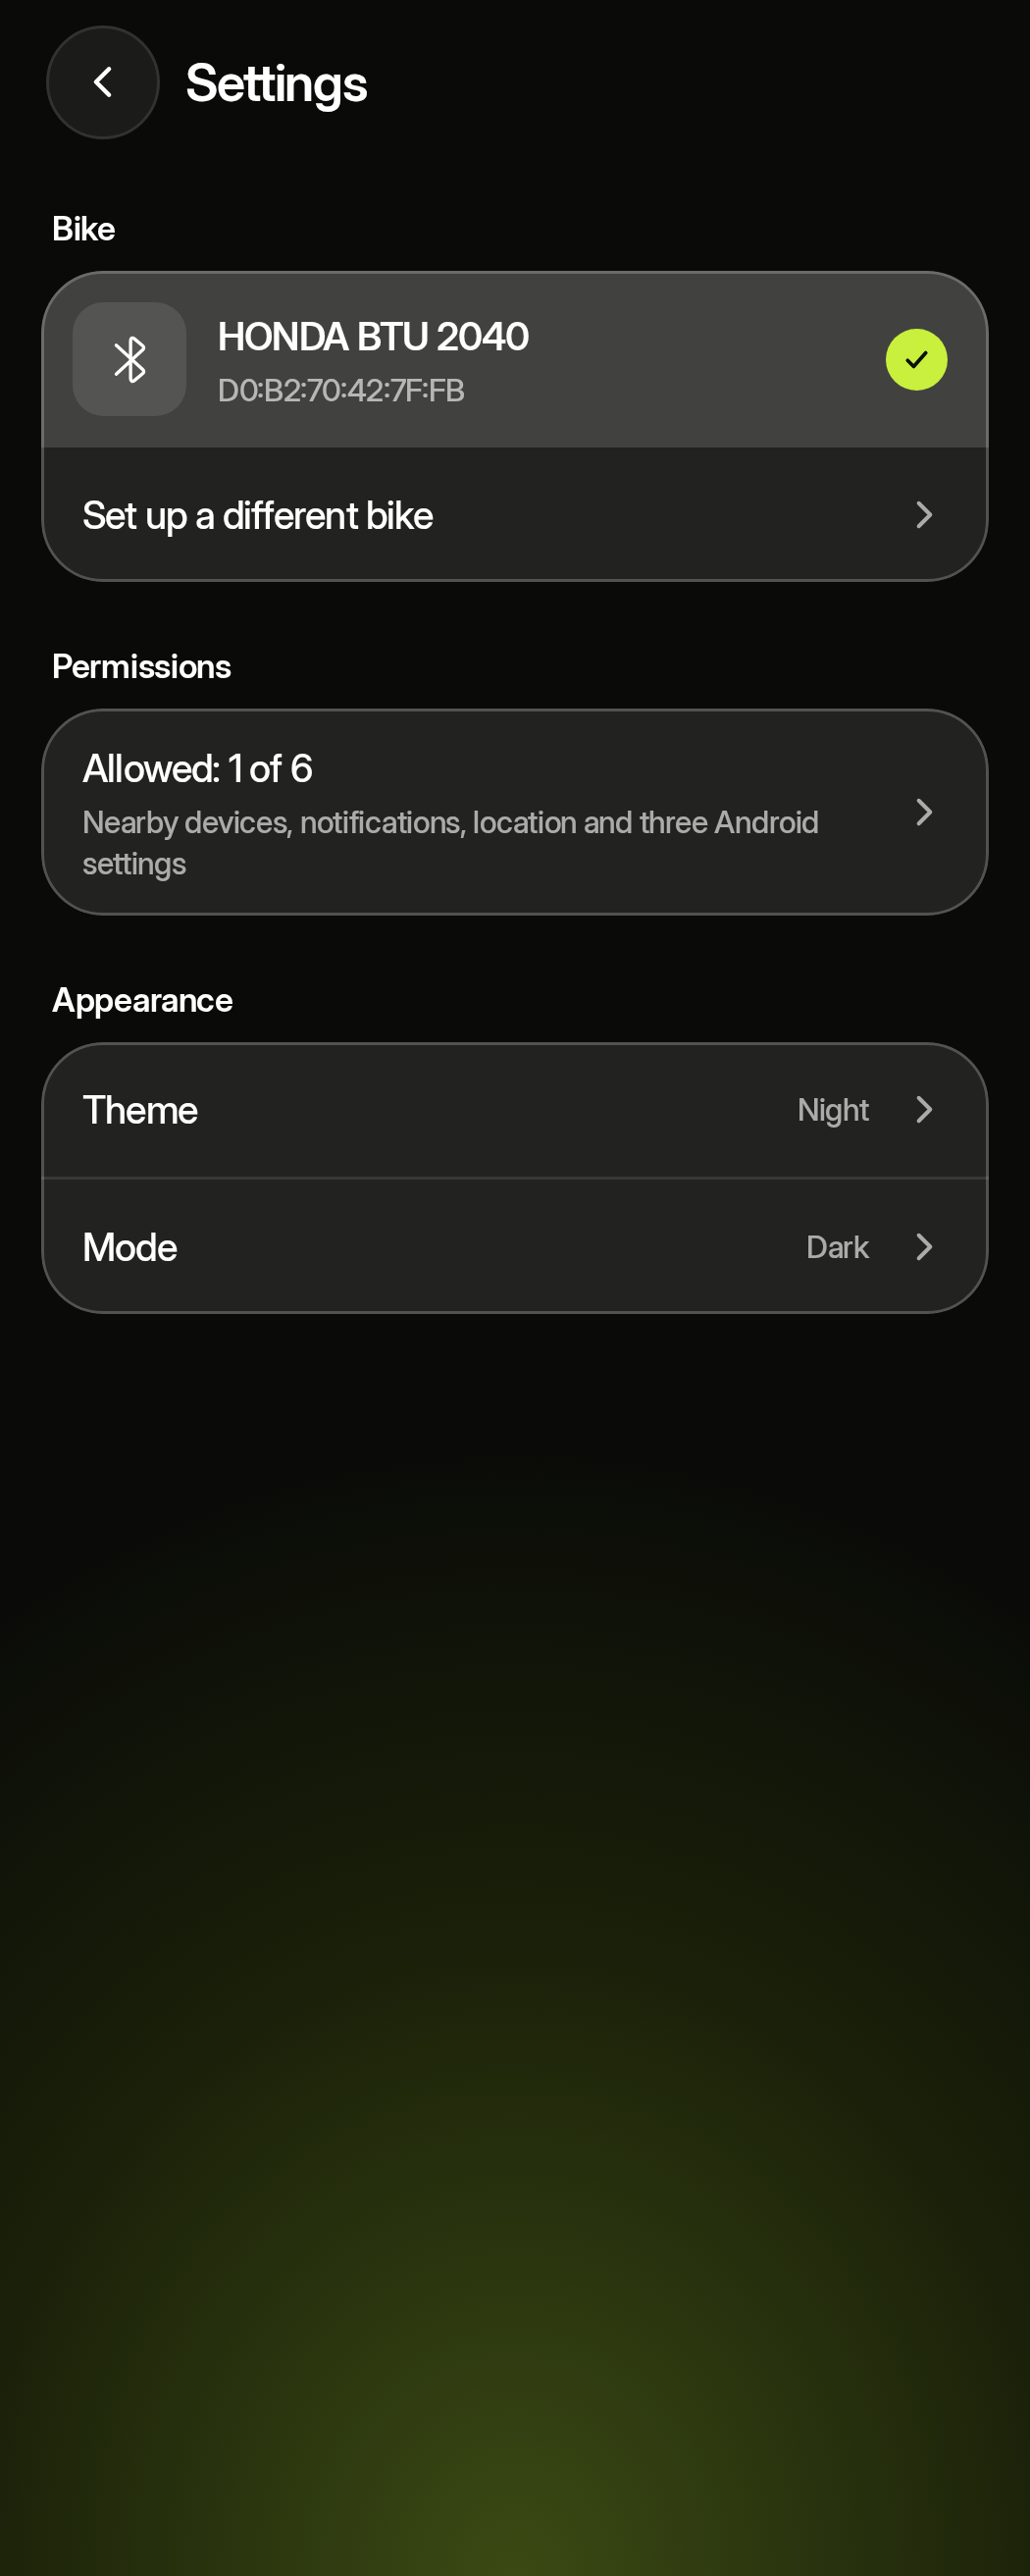 Settings
Bike
HONDA BTU 2040
D0:B2:70:42:7F:FB
Set up a different bike
Permissions
Allowed: 1 of 6
Nearby devices, notifications, location and three Android
settings
Appearance
Theme
Night
Mode
Dark